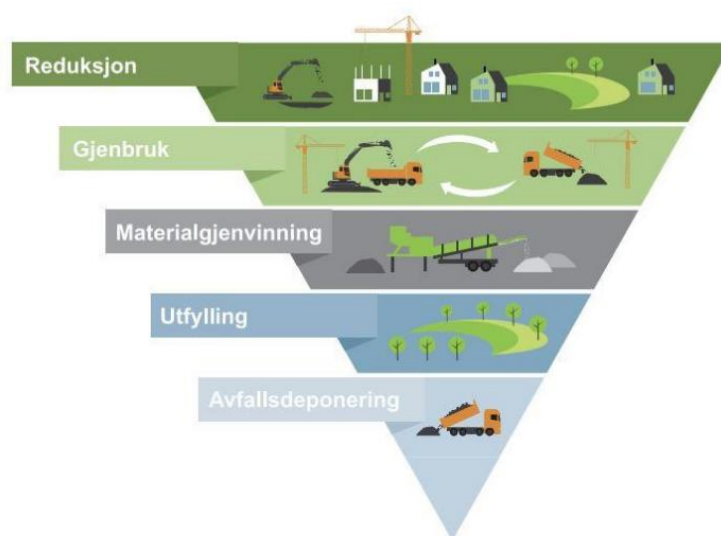 Reduksjon
Gjenbruk
Materialgjenvinning
Utfylling
Avfallsdeponering